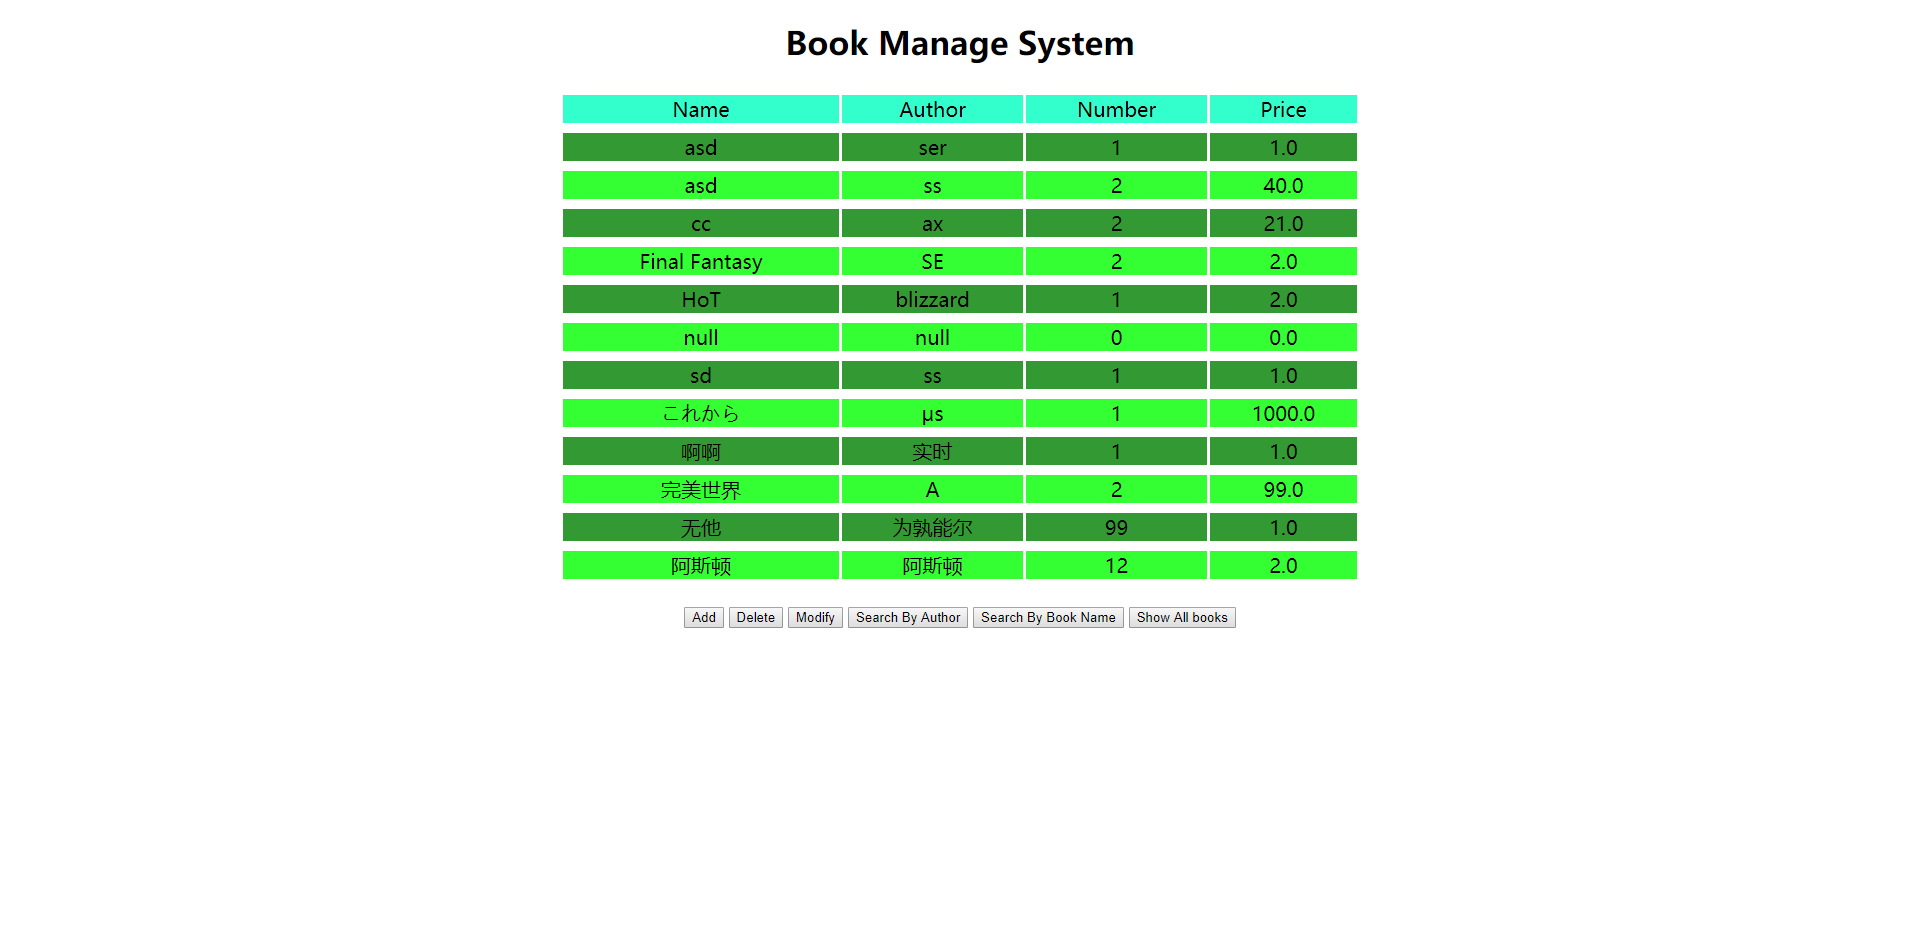 Book Manage System
Name Author Number Price
asd ser 1 1.0
asd ss 2 40.0
cc ax 2 21.0
Final Fantasy SE 2 2.0
HoT blizzard 1 2.0
null null 0 0.0
sd ss 1 1.0
これから μs 1 1000.0
啊啊 实时 1 1.0
完美世界 A 2 99.0
无他 为孰能尔 99 1.0
阿斯顿 阿斯顿 12 2.0
Add Delete Modify Search By Author Search By Book Name Show All books